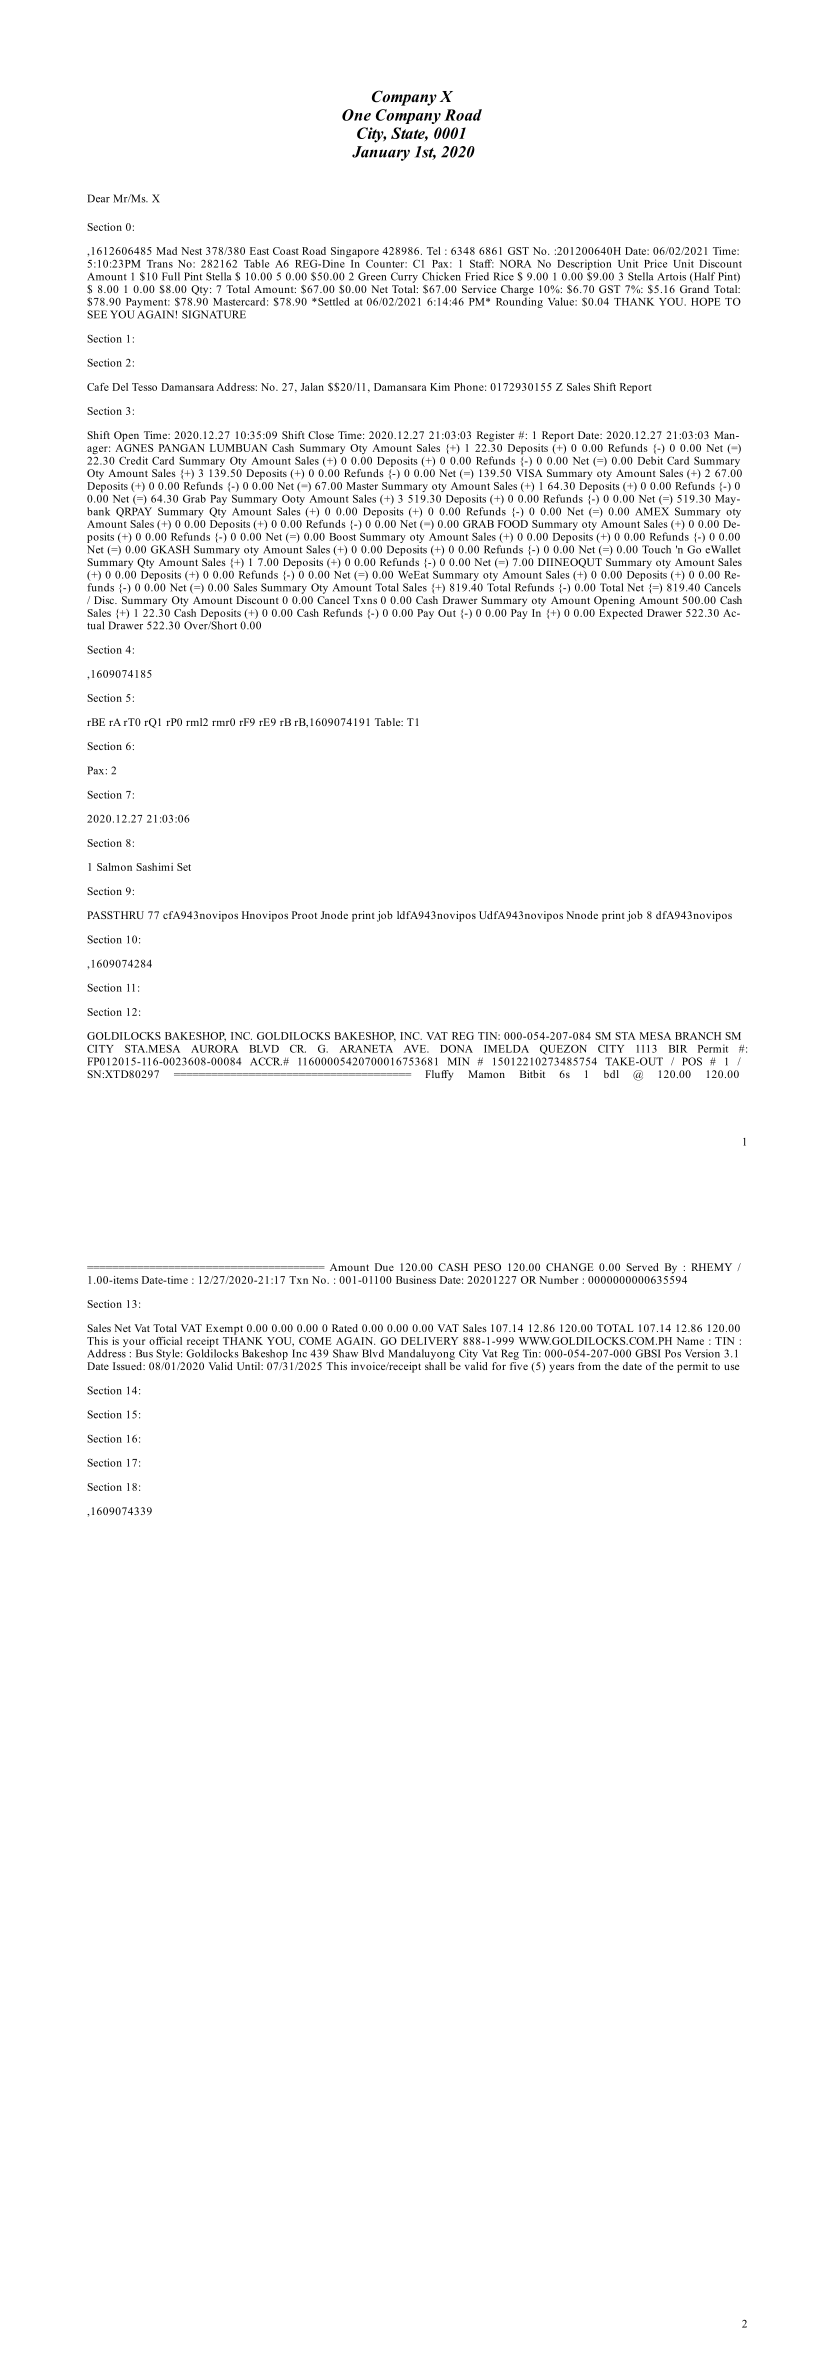 Company X
One Company Road
City, State, 0001
January 1st, 2020
Dear Mr/Ms. X
Section 0:
,1612606485 Mad Nest 378/380 East Coast Road Singapore 428986. Tel : 6348 6861 GST No. :201200640H Date: 06/02/2021 Time:
5:10:23PM Trans No: 282162 Table A6 REG-Dine In Counter: C1 Pax: 1 Staff: NORA No Description Unit Price Unit Discount
Amount 1 $10 Full Pint Stella $ 10.00 5 0.00 $50.00 2 Green Curry Chicken Fried Rice $ 9.00 1 0.00 $9.00 3 Stella Artois (Half Pint)
$ 8.00 1 0.00 $8.00 Qty: 7 Total Amount: $67.00 $0.00 Net Total: $67.00 Service Charge 10%: $6.70 GST 7%: $5.16 Grand Total:
$78.90 Payment: $78.90 Mastercard: $78.90 *Settled at 06/02/2021 6:14:46 PM* Rounding Value: $0.04 THANK YOU. HOPE TO
SEE YOU AGAIN! SIGNATURE
Section 1:
Section 2:
Cafe Del Tesso Damansara Address: No. 27, Jalan $$20/11, Damansara Kim Phone: 0172930155 Z Sales Shift Report
Section 3:
Shift Open Time: 2020.12.27 10:35:09 Shift Close Time: 2020.12.27 21:03:03 Register #: 1 Report Date: 2020.12.27 21:03:03 Man-
ager: AGNES PANGAN LUMBUAN Cash Summary Oty Amount Sales {+) 1 22.30 Deposits (+) 0 0.00 Refunds {-) 0 0.00 Net (=)
22.30 Credit Card Summary Oty Amount Sales (+) 0 0.00 Deposits (+) 0 0.00 Refunds {-) 0 0.00 Net (=) 0.00 Debit Card Summary
Oty Amount Sales {+) 3 139.50 Deposits (+) 0 0.00 Refunds {-) 0 0.00 Net (=) 139.50 VISA Summary oty Amount Sales (+) 2 67.00
Deposits (+) 0 0.00 Refunds {-) 0 0.00 Net (=) 67.00 Master Summary oty Amount Sales (+) 1 64.30 Deposits (+) 0 0.00 Refunds {-) 0
0.00 Net (=) 64.30 Grab Pay Summary Ooty Amount Sales (+) 3 519.30 Deposits (+) 0 0.00 Refunds {-) 0 0.00 Net (=) 519.30 May-
bank QRPAY Summary Qty Amount Sales (+) 0 0.00 Deposits (+) 0 0.00 Refunds {-) 0 0.00 Net (=) 0.00 AMEX Summary oty
Amount Sales (+) 0 0.00 Deposits (+) 0 0.00 Refunds {-) 0 0.00 Net (=) 0.00 GRAB FOOD Summary oty Amount Sales (+) 0 0.00 De-
posits (+) 0 0.00 Refunds {-) 0 0.00 Net (=) 0.00 Boost Summary oty Amount Sales (+) 0 0.00 Deposits (+) 0 0.00 Refunds {-) 0 0.00
Net (=) 0.00 GKASH Summary oty Amount Sales (+) 0 0.00 Deposits (+) 0 0.00 Refunds {-) 0 0.00 Net (=) 0.00 Touch 'n Go eWallet
Summary Qty Amount Sales {+) 1 7.00 Deposits (+) 0 0.00 Refunds {-) 0 0.00 Net (=) 7.00 DIINEOQUT Summary oty Amount Sales
(+) 0 0.00 Deposits (+) 0 0.00 Refunds {-) 0 0.00 Net (=) 0.00 WeEat Summary oty Amount Sales (+) 0 0.00 Deposits (+) 0 0.00 Re-
funds {-) 0 0.00 Net (=) 0.00 Sales Summary Oty Amount Total Sales {+) 819.40 Total Refunds {-) 0.00 Total Net {=) 819.40 Cancels
/ Disc. Summary Oty Amount Discount 0 0.00 Cancel Txns 0 0.00 Cash Drawer Summary oty Amount Opening Amount 500.00 Cash
Sales {+) 1 22.30 Cash Deposits (+) 0 0.00 Cash Refunds {-) 0 0.00 Pay Out {-) 0 0.00 Pay In {+) 0 0.00 Expected Drawer 522.30 Ac-
tual Drawer 522.30 Over/Short 0.00
Section 4:
,1609074185
Section 5:
rBE rA rT0 rQ1 rP0 rml2 rmr0 rF9 rE9 rB rB,1609074191 Table: T1
Section 6:
Pax: 2
Section 7:
2020.12.27 21:03:06
Section 8:
1 Salmon Sashimi Set
Section 9:
PASSTHRU 77 cfA943novipos Hnovipos Proot Jnode print job ldfA943novipos UdfA943novipos Nnode print job 8 dfA943novipos
Section 10:
,1609074284
Section 11:
Section 12:
GOLDILOCKS BAKESHOP, INC. GOLDILOCKS BAKESHOP, INC. VAT REG TIN: 000-054-207-084 SM STA MESA BRANCH SM
CITY STA.MESA AURORA BLVD CR. G. ARANETA AVE. DONA IMELDA QUEZON CITY 1113 BIR Permit #:
FP012015-116-0023608-00084 ACCR.# 1160000542070001​6753681 MIN # 15012210273485754 TAKE-OUT / POS # 1 /
SN:XTD80297 ====================================== Fluffy Mamon Bitbit 6s 1 bdl @ 120.00 120.00
1
====================================== Amount Due 120.00 CASH PESO 120.00 CHANGE 0.00 Served By : RHEMY /
1.00-items Date-time : 12/27/2020-21:17 Txn No. : 001-01100 Business Date: 20201227 OR Number : 0000000000635594
Section 13:
Sales Net Vat Total VAT Exempt 0.00 0.00 0.00 0 Rated 0.00 0.00 0.00 VAT Sales 107.14 12.86 120.00 TOTAL 107.14 12.86 120.00
This is your official receipt THANK YOU, COME AGAIN. GO DELIVERY 888-1-999 WWW.GOLDILOCKS.COM.PH Name : TIN :
Address : Bus Style: Goldilocks Bakeshop Inc 439 Shaw Blvd Mandaluyong City Vat Reg Tin: 000-054-207-000 GBSI Pos Version 3.1
Date Issued: 08/01/2020 Valid Until: 07/31/2025 This invoice/receipt shall be valid for five (5) years from the date of the permit to use
Section 14:
Section 15:
Section 16:
Section 17:
Section 18:
,1609074339
2